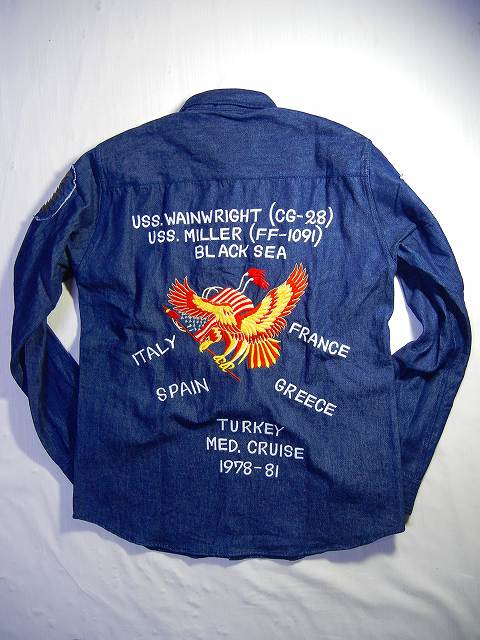 USS. WAINWRIGHT (CG-28)
USS. MILLER (FF-1091)
BLACK SEA
ITALY FRANCE
SPAIN GREECE
TURKEY
MED. CRUISE
1978-81